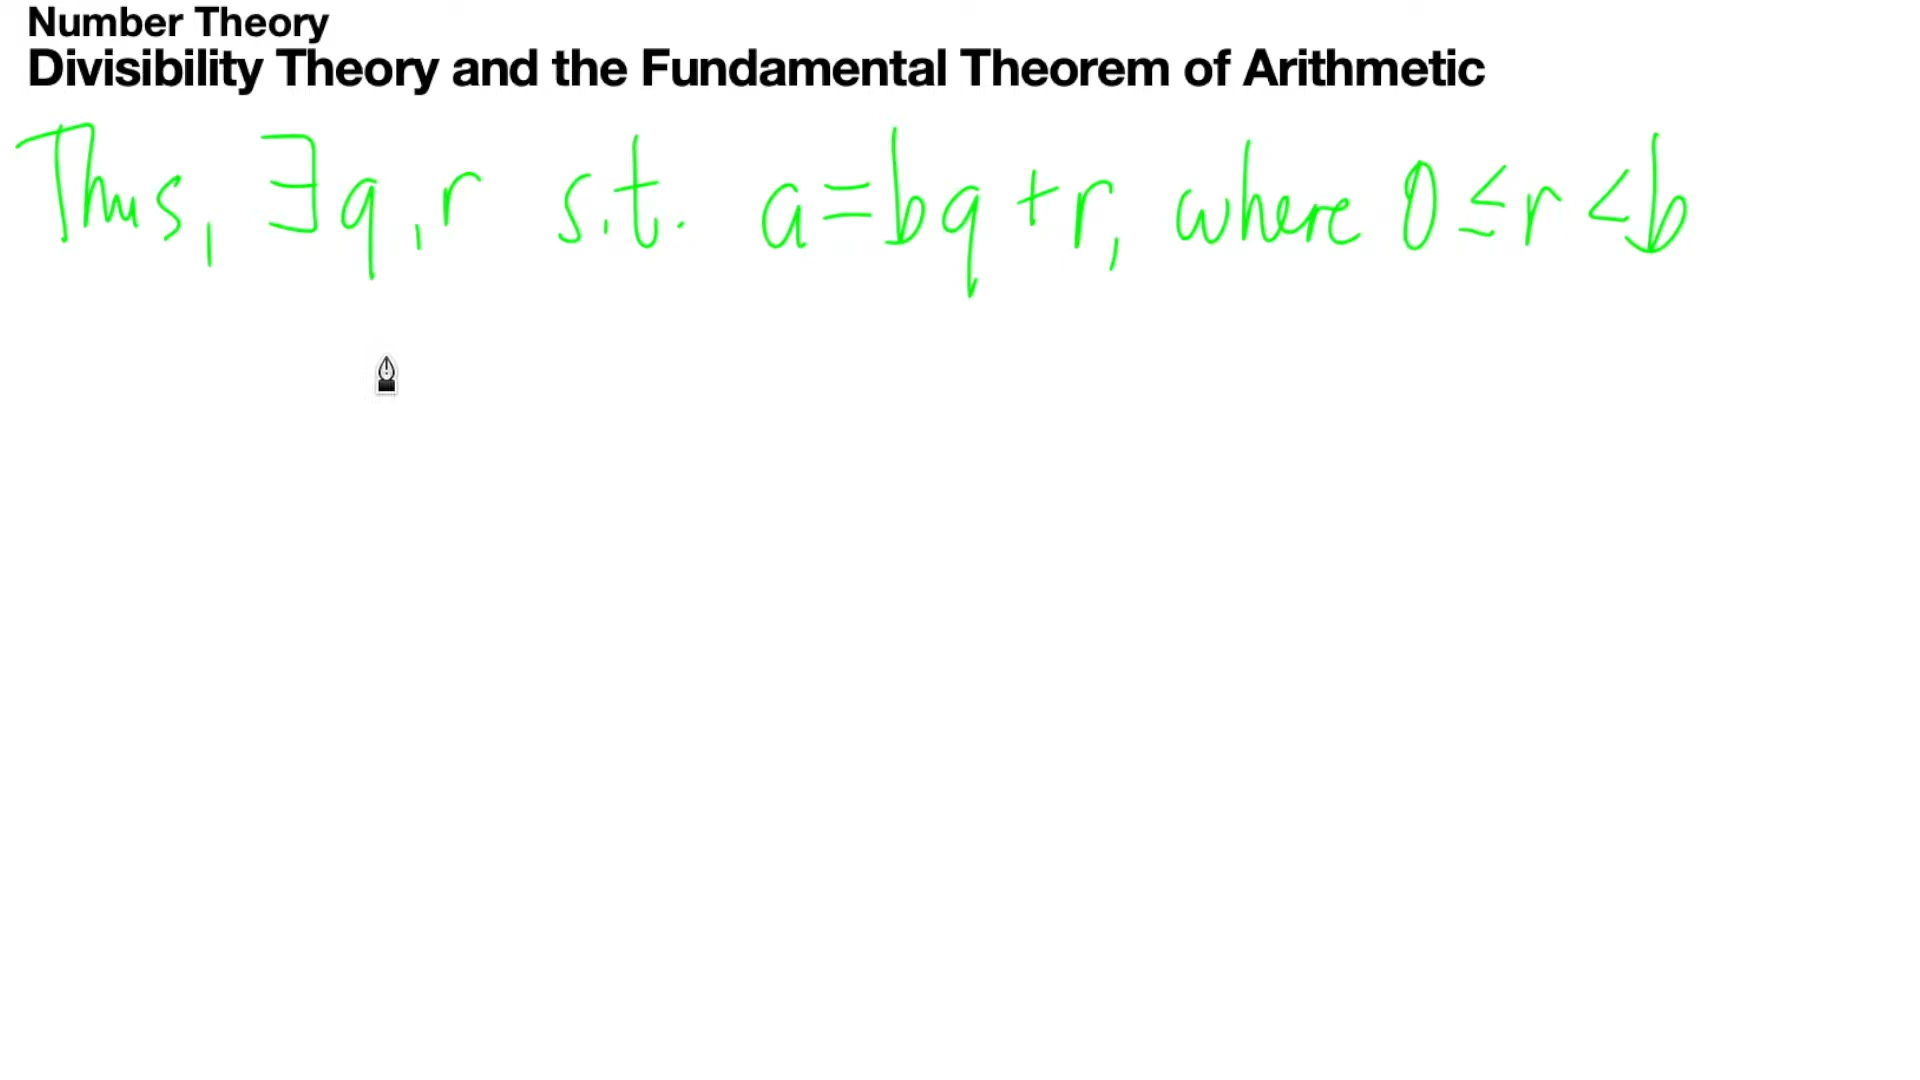 Number Theory
Divisibility Theory and the Fundamental Theorem of Arithmetic
Thus, ∃q,r s.t. a=bq+r, where 0≤r<b